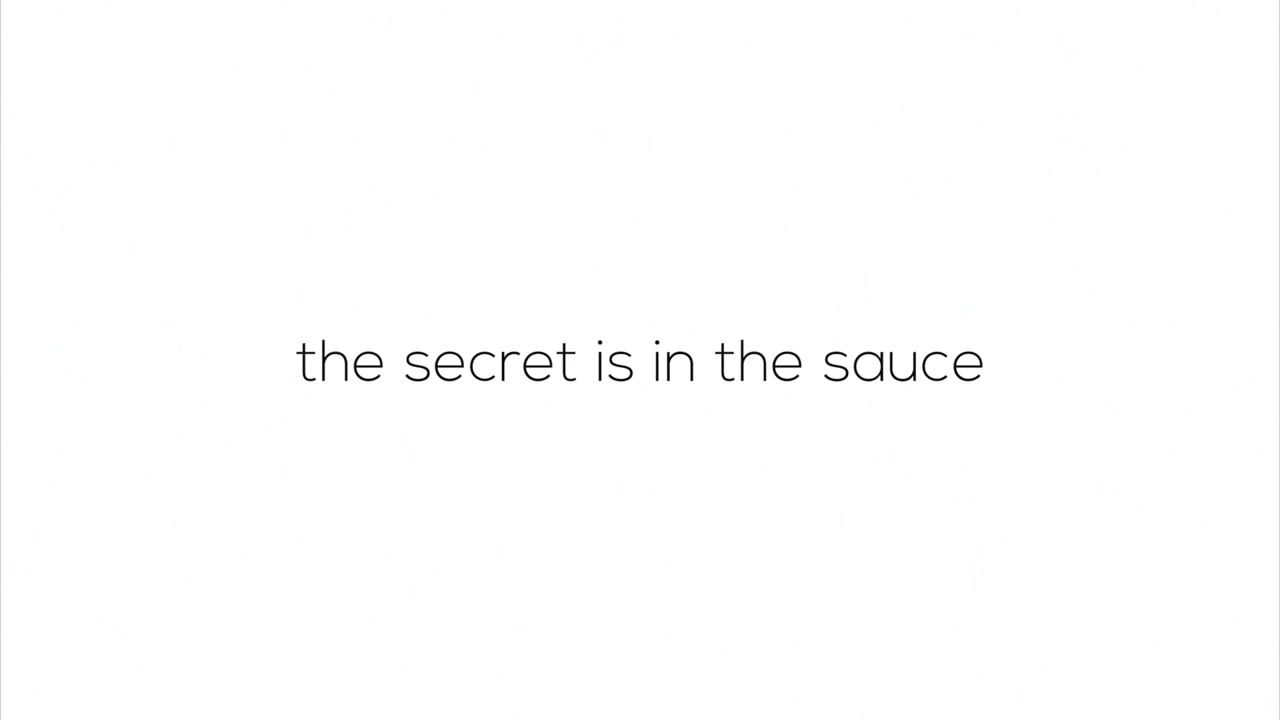 the secret is in the sauce